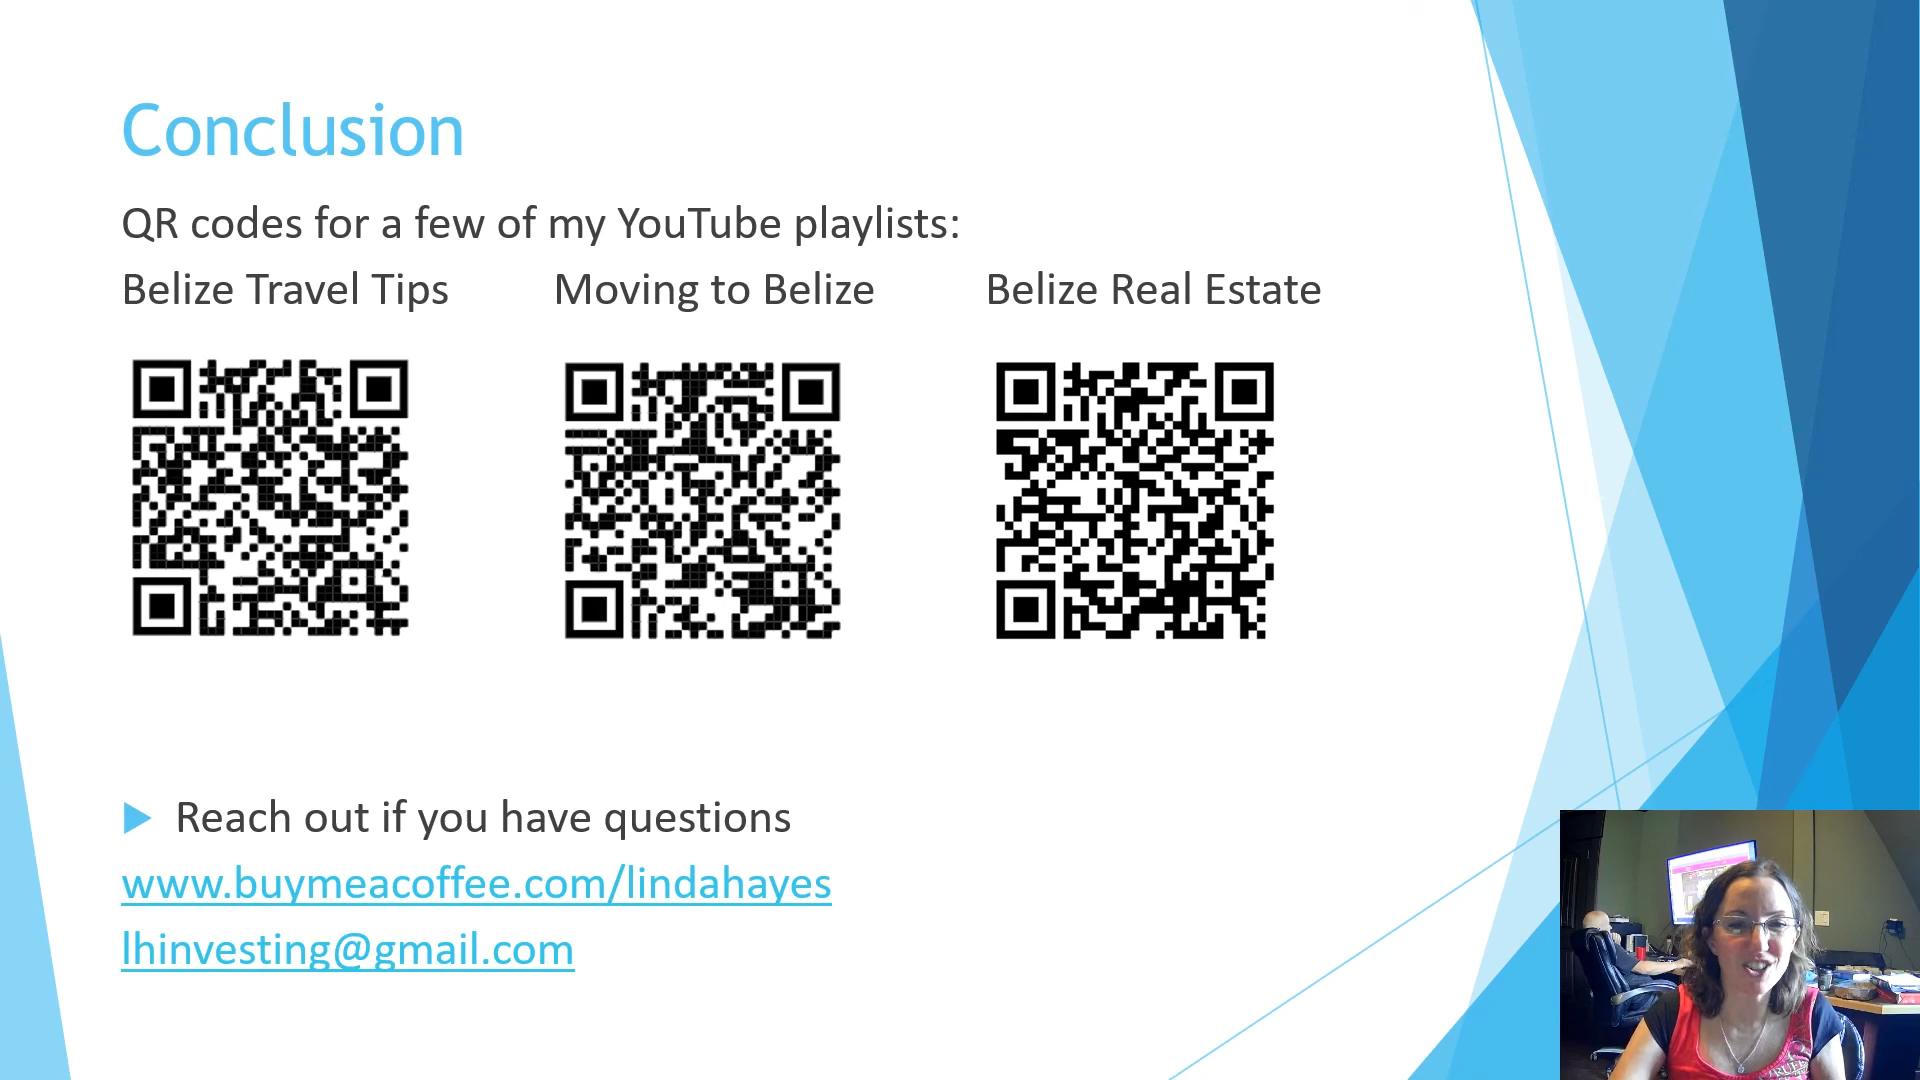 Conclusion
QR codes for a few of my YouTube playlists:
Belize Travel Tips Moving to Belize Belize Real Estate
Reach out if you have questions
www.buymeacoffee.com/lindahayes
lhinvesting@gmail.com